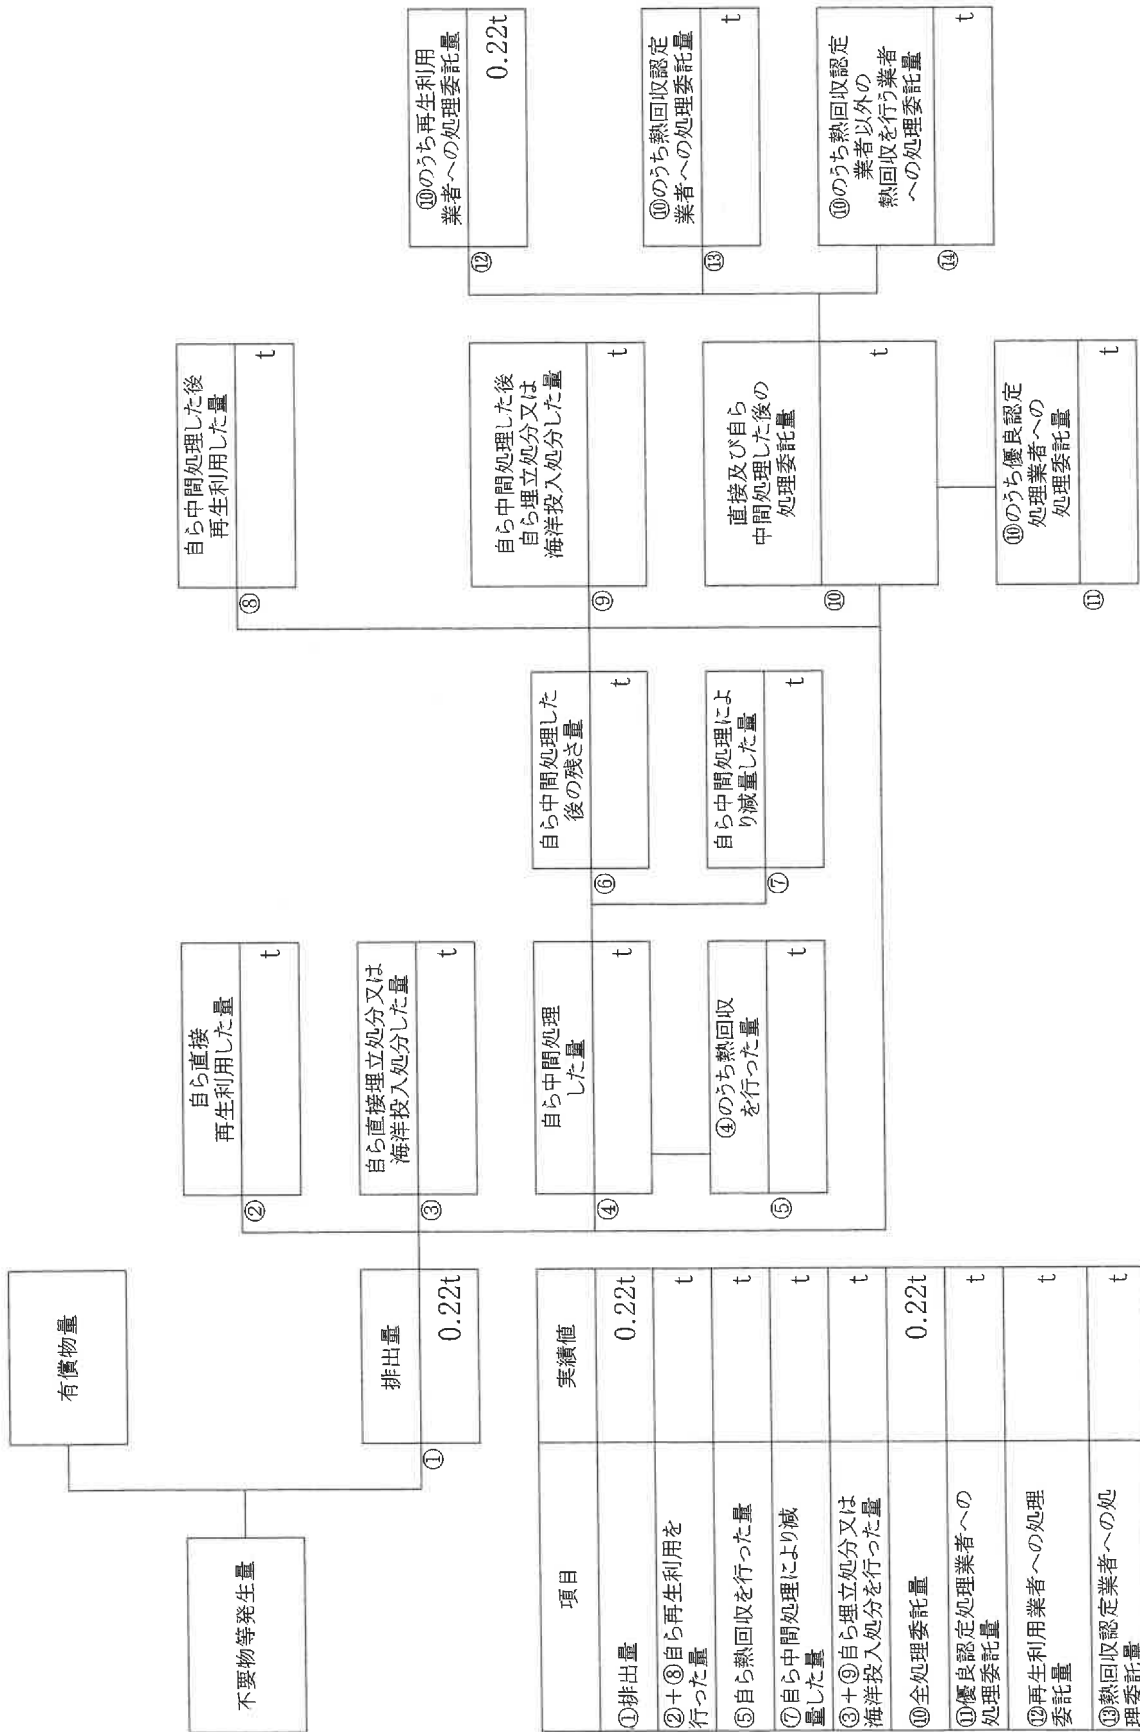 不要物等発生量
有償物量
排出量
①
0.22t
自ら直接
再生利用した量
②
t
自ら直接埋立処分又は
海洋投入処分した量
③
t
自ら中間処理
した量
④
t
④のうち熱回収
を行った量
⑤
t
自ら中間処理した
後の残さ量
⑥
t
自ら中間処理によ
り減量した量
⑦
t
自ら中間処理した後
再生利用した量
⑧
t
自ら中間処理した後
自ら埋立処分又は
海洋投入処分した量
⑨
t
直接及び自ら
中間処理した後の
処理委託量
⑩
t
⑩のうち優良認定
処理業者への
処理委託量
⑪
t
⑩のうち再生利用
業者への処理委託量
⑫
0.22t
⑩のうち熱回収認定
業者への処理委託量
⑬
t
⑩のうち熱回収認定
業者以外の
熱回収を行う業者
への処理委託量
⑭
t
項目 実績値
①排出量 0.22t
②+⑧自ら再生利用を
行った量 t
⑤自ら熱回収を行った量 t
⑦自ら中間処理により減
量した量 t
③+⑨自ら埋立処分又は
海洋投入処分を行った量 t
⑩全処理委託量 0.22t
⑪優良認定処理業者への
処理委託量 t
⑫再生利用業者への処理
委託量 t
⑬熱回収認定業者への処
理委託量 t